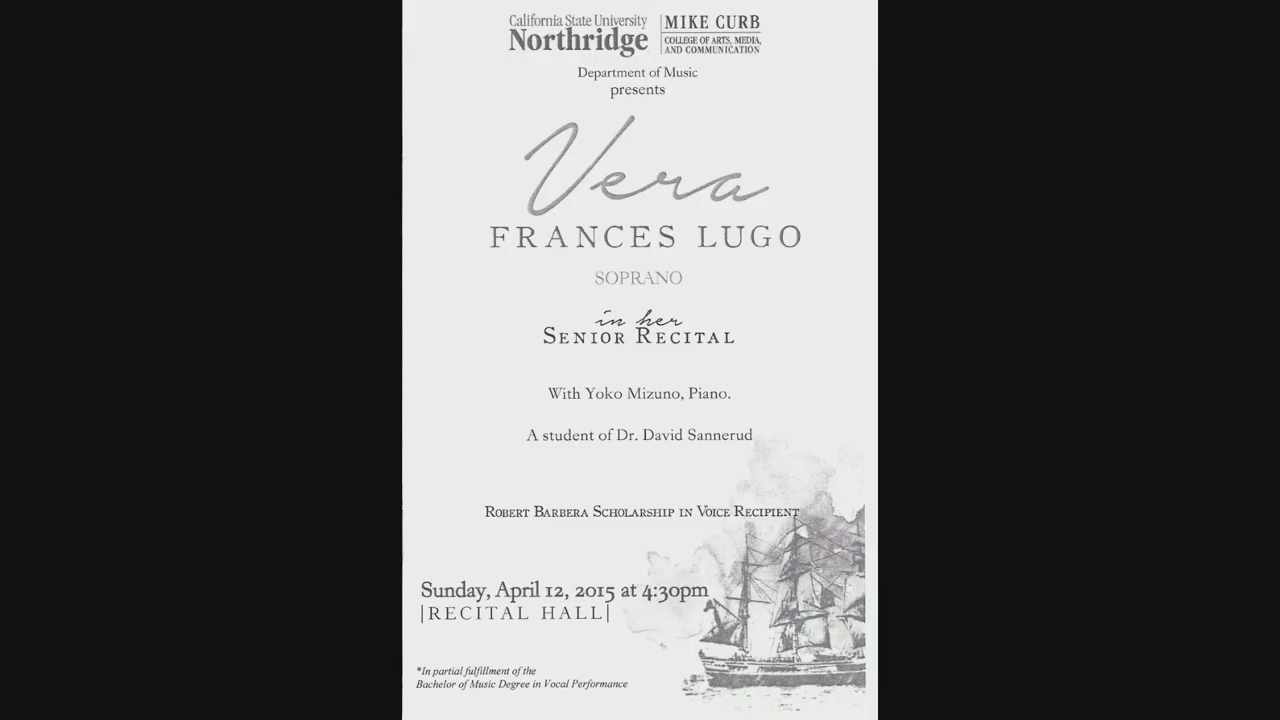 California State University
Northridge
MIKE CURB
COLLEGE OF ARTS, MEDIA,
AND COMMUNICATION
Department of Music
presents
Vera
FRANCES LUGO
SOPRANO
in her
SENIOR RECITAL
With Yoko Mizuno, Piano.
A student of Dr. David Sannerud
ROBERT BARBERA SCHOLARSHIP IN VOICE RECIPIENT
Sunday, April 12, 2015 at 4:30pm
|RECITAL HALL|
*In partial fulfillment of the
Bachelor of Music Degree in Vocal Performance